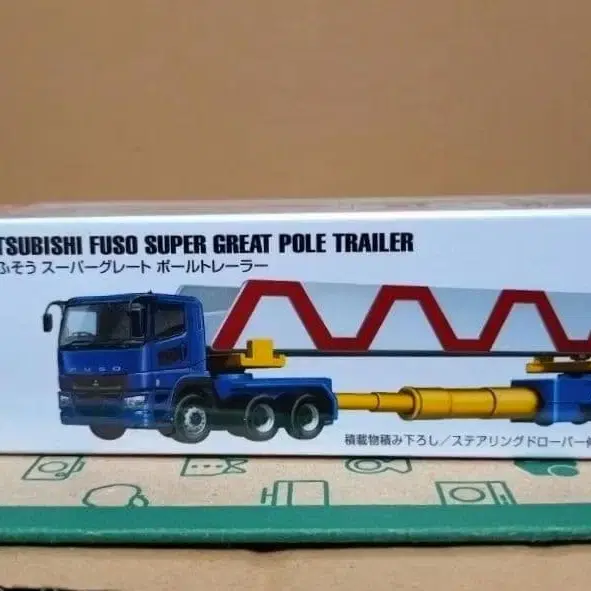 TSUBISHI FUSO SUPER GREAT POLE TRAILER
ふそう スーパーグレート ポールトレーラー
FUSO
積載物積み下ろし／ステアリングドローバー伸